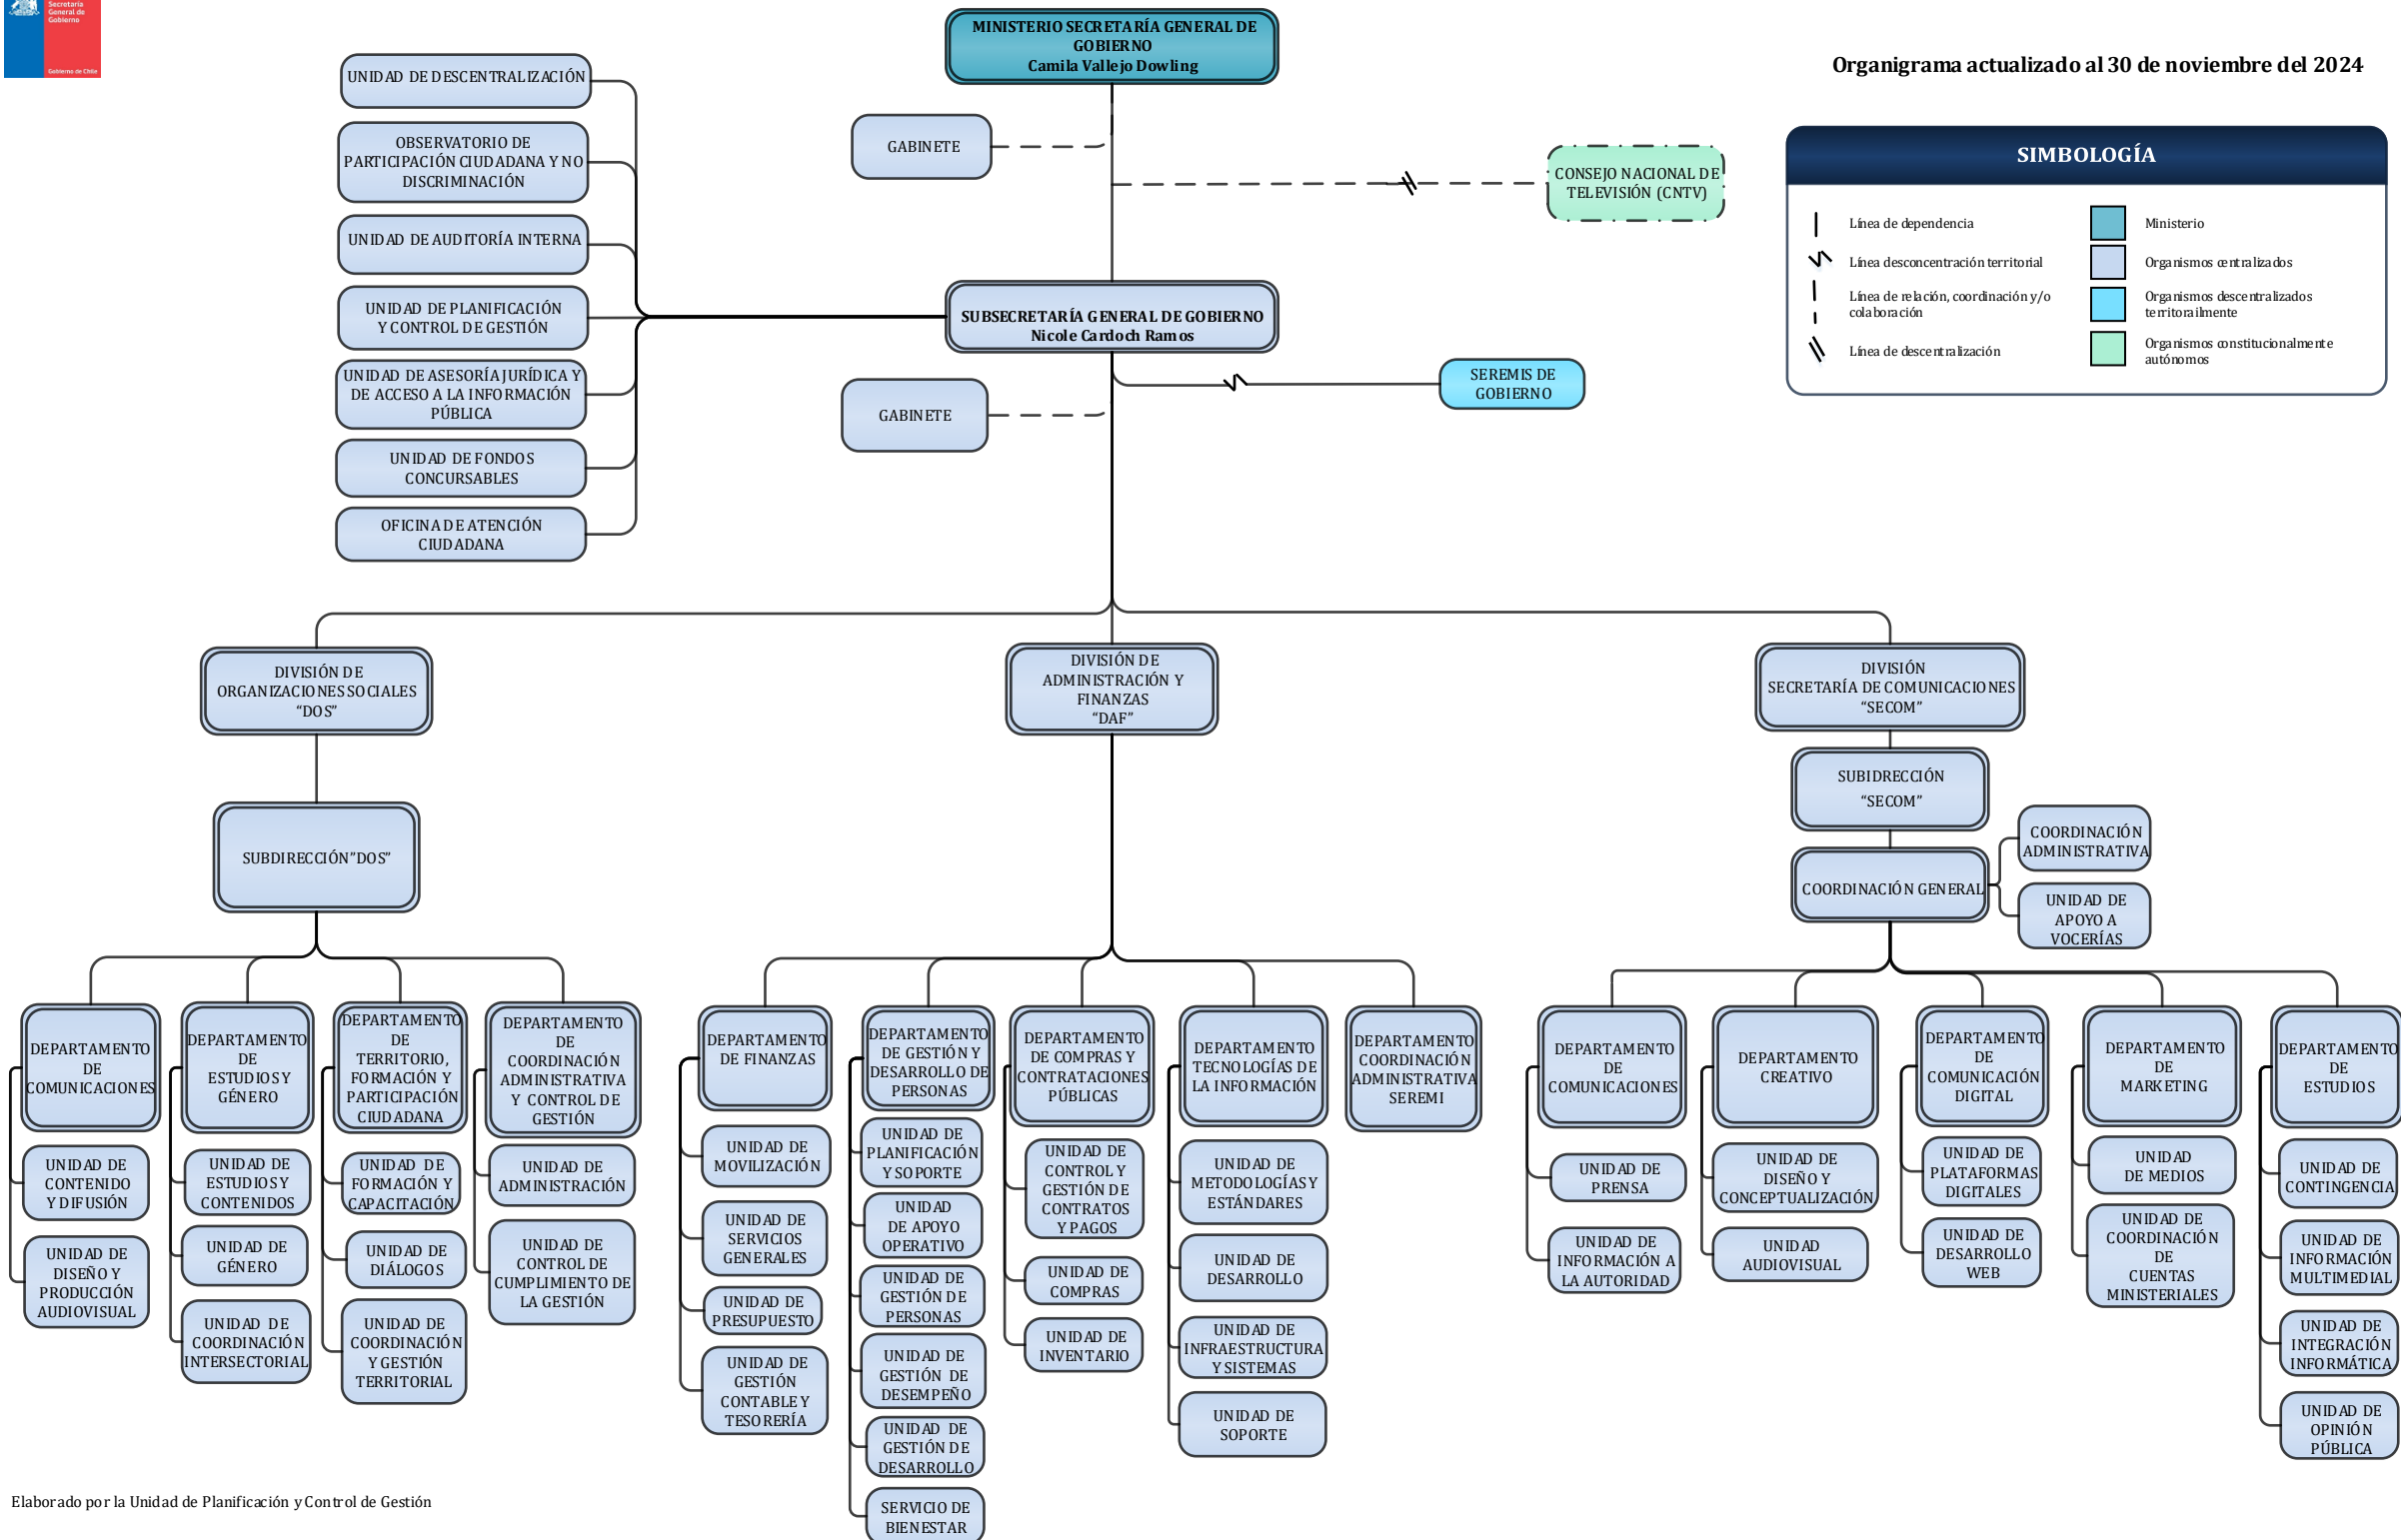 Secretaría
General de
Gobierno
Gobierno de Chile
MINISTERIO SECRETARÍA GENERAL DE
GOBIERNO
Camila Vallejo Dowling
Organigrama actualizado al 30 de noviembre del 2024
UNIDAD DE DESCENTRALIZACIÓN
OBSERVATORIO DE
PARTICIPACIÓN CIUDADANA Y NO
DISCRIMINACIÓN
UNIDAD DE AUDITORÍA INTERNA
UNIDAD DE PLANIFICACIÓN
Y CONTROL DE GESTIÓN
UNIDAD DE ASESORÍA JURÍDICA Y
DE ACCESO A LA INFORMACIÓN
PÚBLICA
UNIDAD DE FONDOS
CONCURSABLES
OFICINA DE ATENCIÓN
CIUDADANA
GABINETE
CONSEJO NACIONAL DE
TELEVISIÓN (CNTV)
SIMBOLOGÍA
Línea de dependencia
Línea desconcentración territorial
Línea de relación, coordinación y/o
colaboración
Línea de descentralización
Ministerio
Organismos centralizados
Organismos descentralizados
territorailmente
Organismos constitucionalmente
autónomos
SUBSECRETARÍA GENERAL DE GOBIERNO
Nicole Cardoch Ramos
SEREMIS DE
GOBIERNO
GABINETE
DIVISIÓN DE
ORGANIZACIONES SOCIALES
“DOS”
DIVISIÓN DE
ADMINISTRACIÓN Y
FINANZAS
“DAF”
DIVISIÓN
SECRETARÍA DE COMUNICACIONES
“SECOM”
SUBDIRECCIÓN”DOS”
SUBIDRECCIÓN
“SECOM”
COORDINACIÓN GENERAL
COORDINACIÓN
ADMINISTRATIVA
UNIDAD DE
APOYO A
VOCERÍAS
DEPARTAMENTO
DE
COMUNICACIONES
UNIDAD DE
CONTENIDO
Y DIFUSIÓN
UNIDAD DE
DISEÑO Y
PRODUCCIÓN
AUDIOVISUAL
DEPARTAMENTO
DE
ESTUDIOS Y
GÉNERO
UNIDAD DE
ESTUDIOS Y
CONTENIDOS
UNIDAD DE
GÉNERO
UNIDAD DE
COORDINACIÓN
INTERSECTORIAL
DEPARTAMENTO
DE
TERRITORIO,
FORMACIÓN Y
PARTICIPACIÓN
CIUDADANA
UNIDAD DE
FORMACIÓN Y
CAPACITACIÓN
UNIDAD DE
DIÁLOGOS
UNIDAD DE
COORDINACIÓN
Y GESTIÓN
TERRITORIAL
DEPARTAMENTO
DE
COORDINACIÓN
ADMINISTRATIVA
Y CONTROL DE
GESTIÓN
UNIDAD DE
ADMINISTRACIÓN
UNIDAD DE
CONTROL DE
CUMPLIMIENTO DE
LA GESTIÓN
DEPARTAMENTO
DE FINANZAS
UNIDAD DE
MOVILIZACIÓN
UNIDAD DE
SERVICIOS
GENERALES
UNIDAD DE
PRESUPUESTO
UNIDAD DE
GESTIÓN
CONTABLE Y
TESORERÍA
DEPARTAMENTO
DE GESTIÓN Y
DESARROLLO DE
PERSONAS
UNIDAD DE
PLANIFICACIÓN
Y SOPORTE
UNIDAD
DE APOYO
OPERATIVO
UNIDAD DE
GESTIÓN DE
PERSONAS
UNIDAD DE
GESTIÓN DE
DESEMPEÑO
UNIDAD DE
GESTIÓN DE
DESARROLLO
SERVICIO DE
BIENESTAR
DEPARTAMENTO
DE COMPRAS Y
CONTRATACIONES
PÚBLICAS
UNIDAD DE
CONTROL Y
GESTIÓN DE
CONTRATOS
Y PAGOS
UNIDAD DE
COMPRAS
UNIDAD DE
INVENTARIO
DEPARTAMENTO
TECNOLOGÍAS DE
LA INFORMACIÓN
UNIDAD DE
METODOLOGÍAS Y
ESTÁNDARES
UNIDAD DE
DESARROLLO
UNIDAD DE
INFRAESTRUCTURA
Y SISTEMAS
UNIDAD DE
SOPORTE
DEPARTAMENTO
COORDINACIÓN
ADMINISTRATIVA
SEREMI
DEPARTAMENTO
DE
COMUNICACIONES
UNIDAD DE
PRENSA
UNIDAD DE
INFORMACIÓN A
LA AUTORIDAD
DEPARTAMENTO
CREATIVO
UNIDAD DE
DISEÑO Y
CONCEPTUALIZACIÓN
UNIDAD
AUDIOVISUAL
DEPARTAMENTO
DE
COMUNICACIÓN
DIGITAL
UNIDAD DE
PLATAFORMAS
DIGITALES
UNIDAD DE
DESARROLLO
WEB
DEPARTAMENTO
DE
MARKETING
UNIDAD
DE MEDIOS
UNIDAD DE
COORDINACIÓN
DE
CUENTAS
MINISTERIALES
DEPARTAMENTO
DE
ESTUDIOS
UNIDAD DE
CONTINGENCIA
UNIDAD DE
INFORMACIÓN
MULTIMEDIAL
UNIDAD DE
INTEGRACIÓN
INFORMÁTICA
UNIDAD DE
OPINIÓN
PÚBLICA
Elaborado por la Unidad de Planificación y Control de Gestión